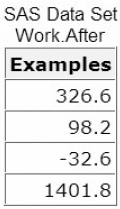 SAS Data Set
Work.After
Examples
326.6
98.2
-32.6
1401.8